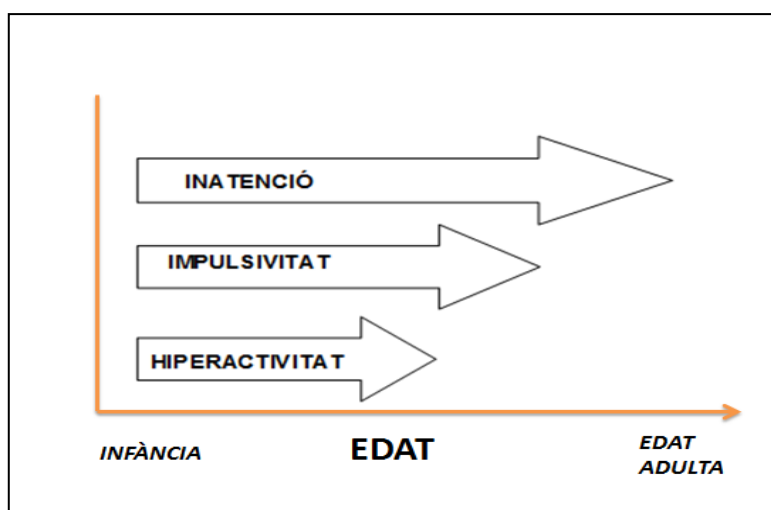 INATENCIÓ
IMPULSIVITAT
HIPERACTIVITAT
INFÀNCIA
EDAT
EDAT
ADULTA